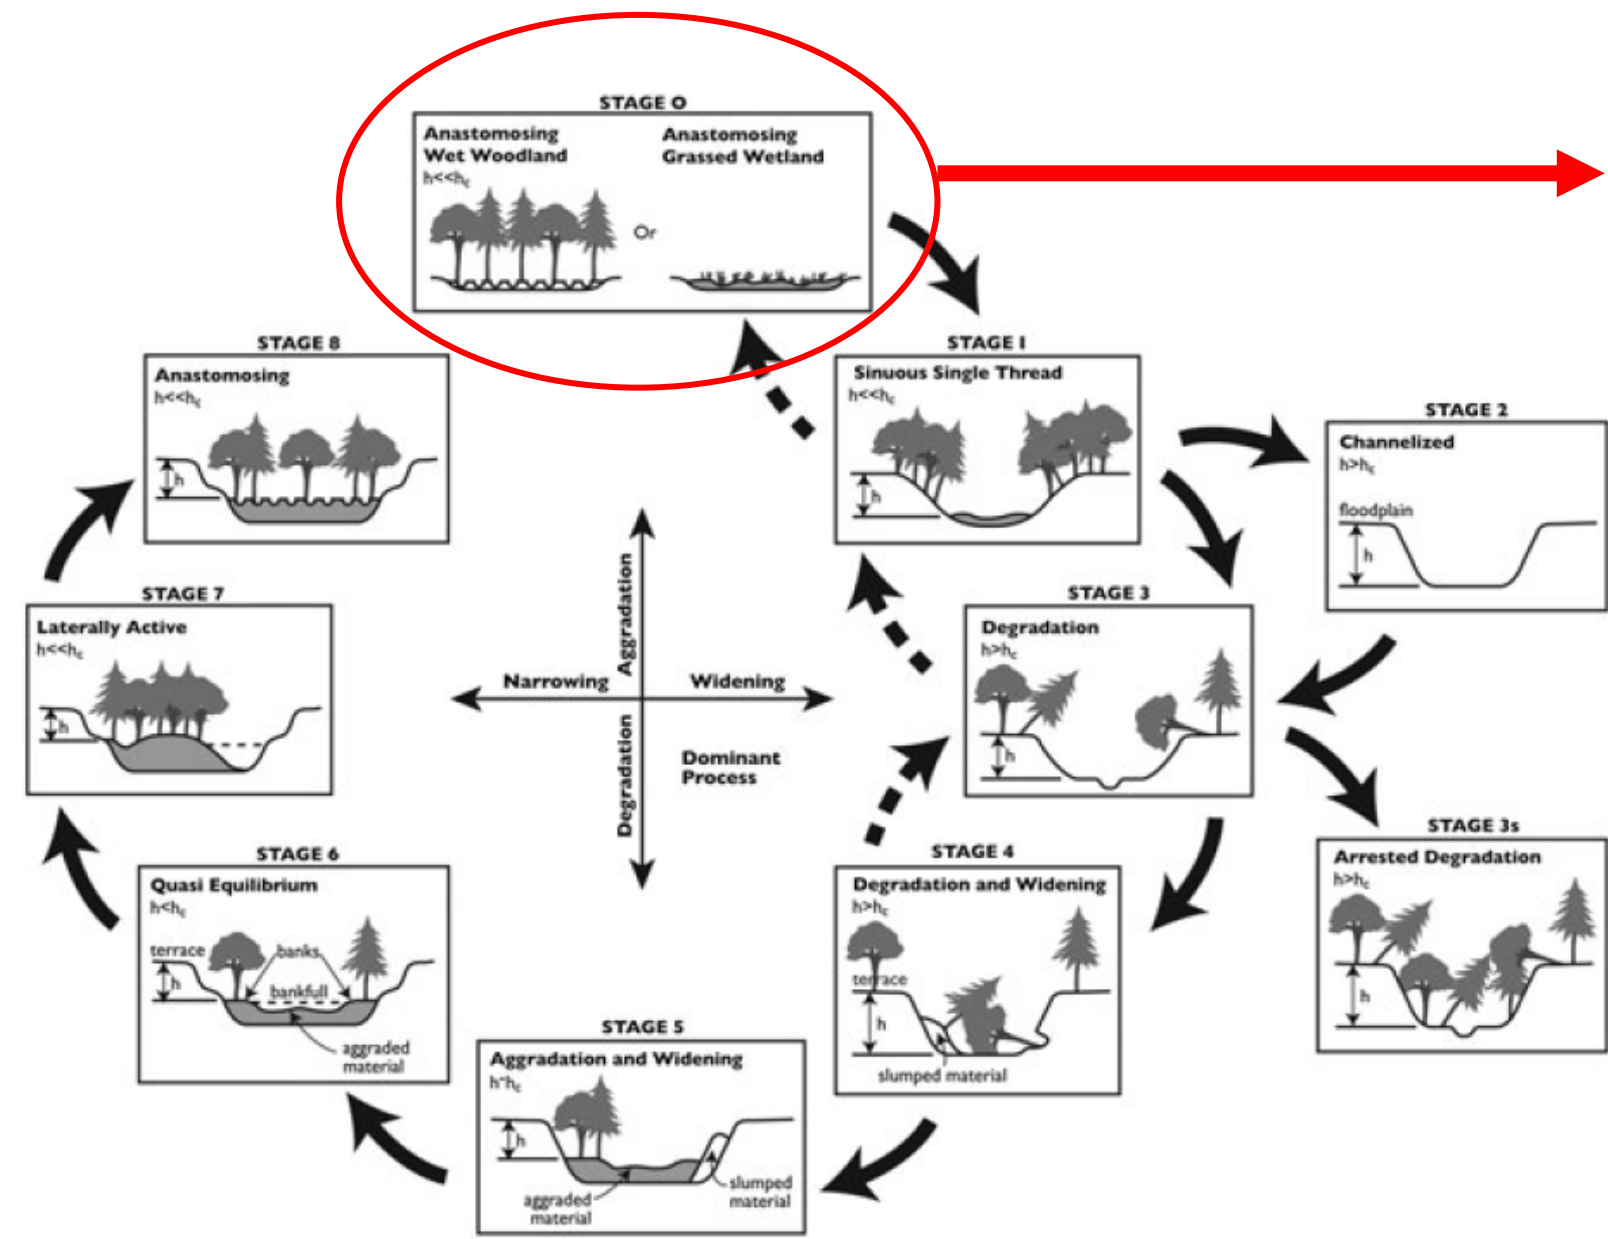 STAGE O
Anastomosing
Wet Woodland
h<<hc
Or
Anastomosing
Grassed Wetland
STAGE 8
Anastomosing
h<<hc
h
STAGE I
Sinuous Single Thread
h<<hc
h
STAGE 2
Channelized
h>hc
floodplain
h
STAGE 7
Laterally Active
h<<hc
h
Aggradation
Narrowing
Widening
Degradation
Dominant
Process
STAGE 3
Degradation
h>hc
h
STAGE 6
Quasi Equilibrium
h<hc
terrace
banks
h
bankfull
aggraded
material
STAGE 4
Degradation and Widening
h>hc
terrace
h
slumped material
STAGE 3s
Arrested Degradation
h>hc
h
STAGE 5
Aggradation and Widening
h~hc
h
aggraded
material
slumped
material